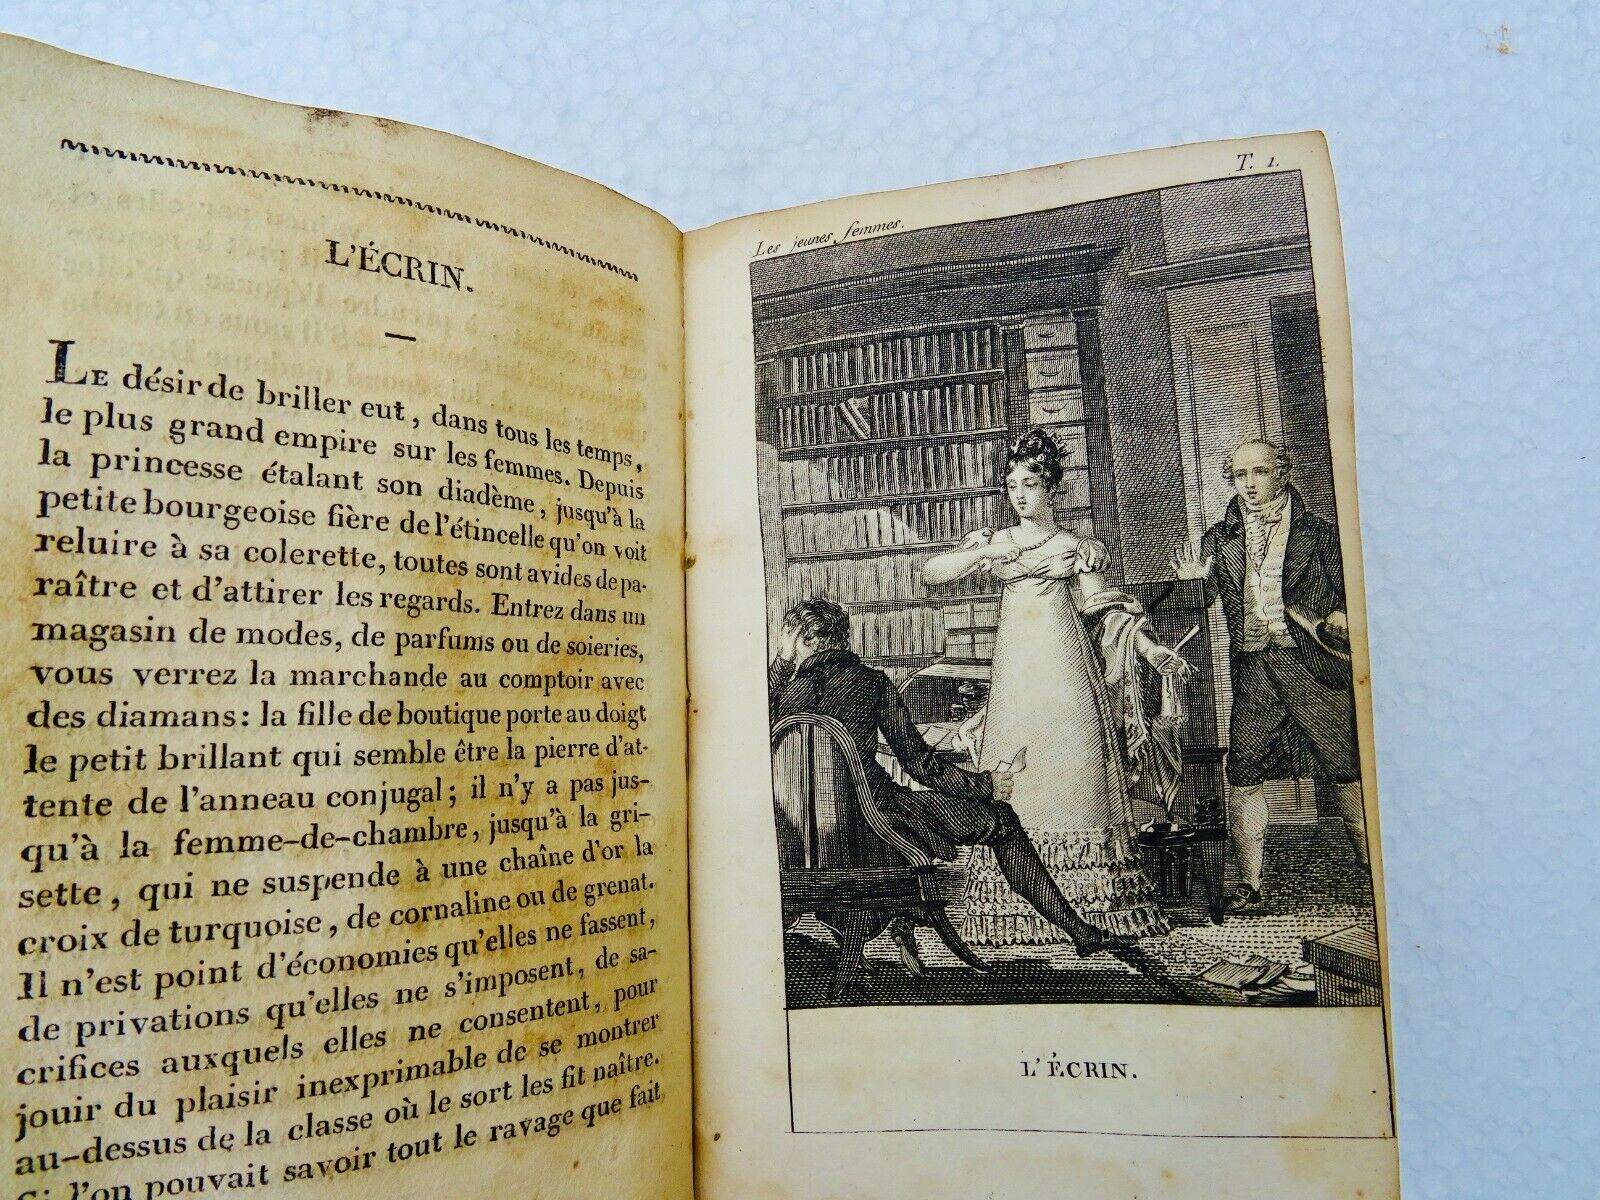 L'ÉCRIN.
LE désir de briller eut, dans tous les temps,
le plus grand empire sur les femmes. Depuis
la princesse étalant son diadème, jusqu'à la
petite bourgeoise fière de l'étincelle qu'on voit
reluire à sa colerette, toutes sont avides de pa-
raître et d'attirer les regards. Entrez dans un
magasin de modes, de parfums ou de soieries,
vous verrez la marchande au comptoir avec
des diamans: la fille de boutique porte au doigt
le petit brillant qui semble être la pierre d'at-
tente de l'anneau conjugal; il n'y a pas jus-
qu'à la femme-de-chambre, jusqu'à la gri-
sette, qui ne suspende à une chaîne d'or la
croix de turquoise, de cornaline ou de grenat.
Il n'est point d'économies qu'elles ne fassent,
de privations qu'elles ne s'imposent, de sa-
crifices auxquels elles ne consentent, pour
jouir du plaisir inexprimable de se montrer
au-dessus de la classe où le sort les fit naître.
Si l'on pouvait savoir tout le ravage que fait
Les jeunes femmes.
T. 1.
L'ÉCRIN.